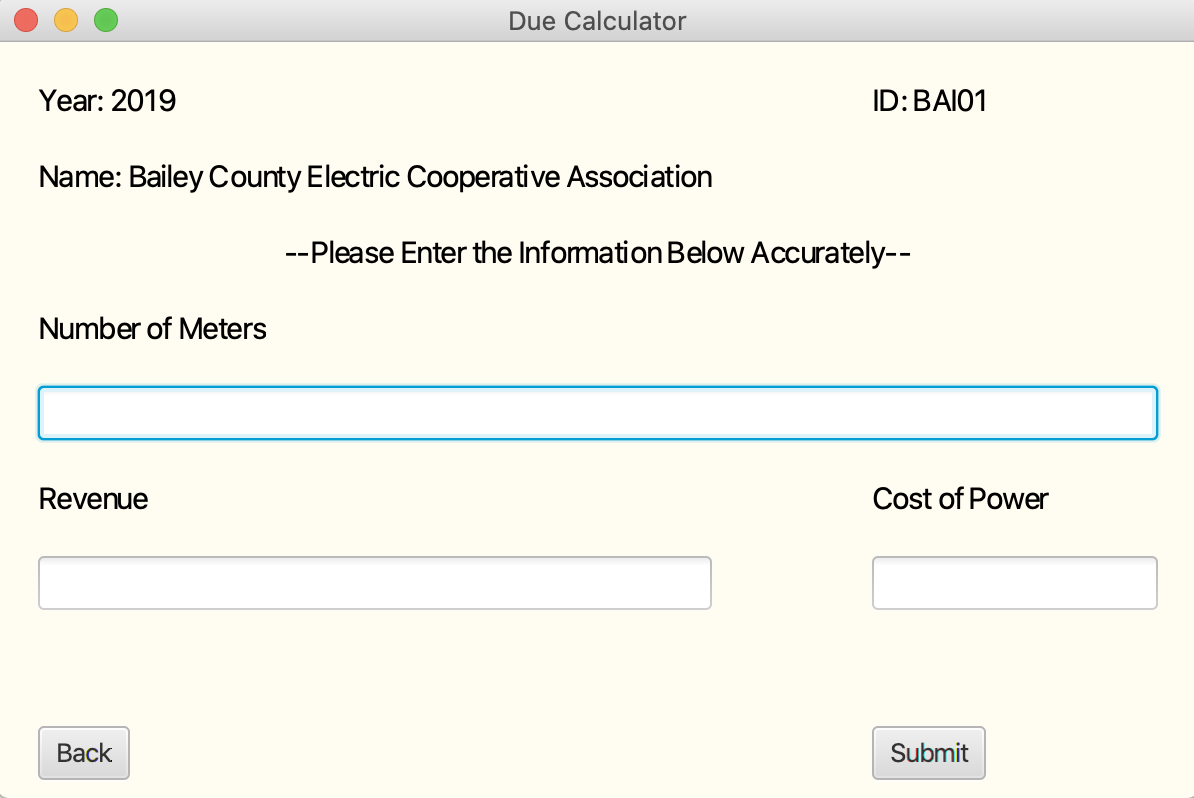 Due Calculator
Year: 2019 ID: BAI01
Name: Bailey County Electric Cooperative Association
--Please Enter the Information Below Accurately--
Number of Meters
Revenue Cost of Power
Back Submit